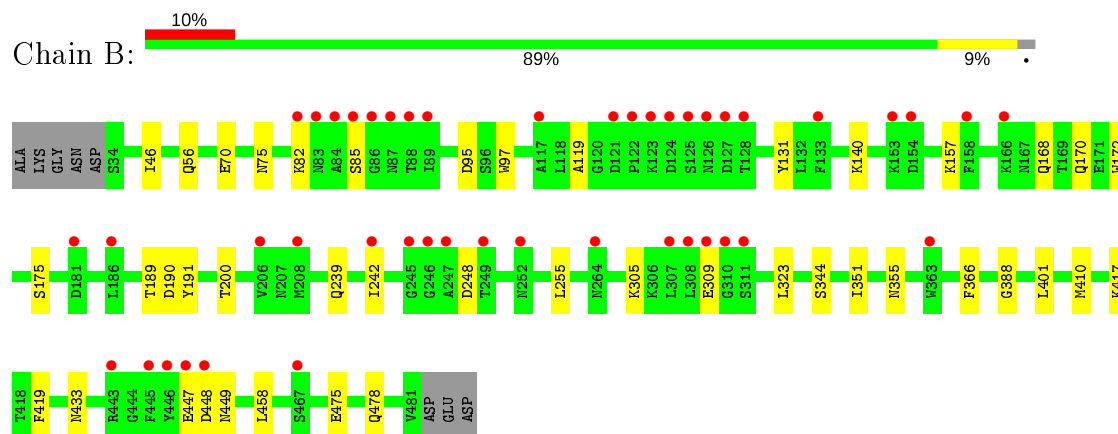 10%
Chain B:
89% 9% •
ALA LYS GLY ASN ASP S34 I46 Q56 E70 N75 K82 N83 A84 S85 G86 N87 T88 I89 D95 S96 W97 A117 L118 A119 G120 D121 P122 K123 D124 S125 N126 D127 T128 Y131 L132 F133 K140 K153 D154 K157 F158 K166 N167 Q168 T169 Q170 E171 W172
S175 D181 L186 T189 D190 Y191 T200 V206 N207 M208 Q239 I242 G245 G246 A247 D248 T249 N252 L255 N264 K305 K306 L307 L308 E309 G310 S311 L323 S344 I351 N355 W363 F366 G388 L401 M410 K417
T418 F419 N433 R443 G444 F445 Y446 E447 D448 N449 L458 S467 E475 Q478 V481 ASP GLU ASP